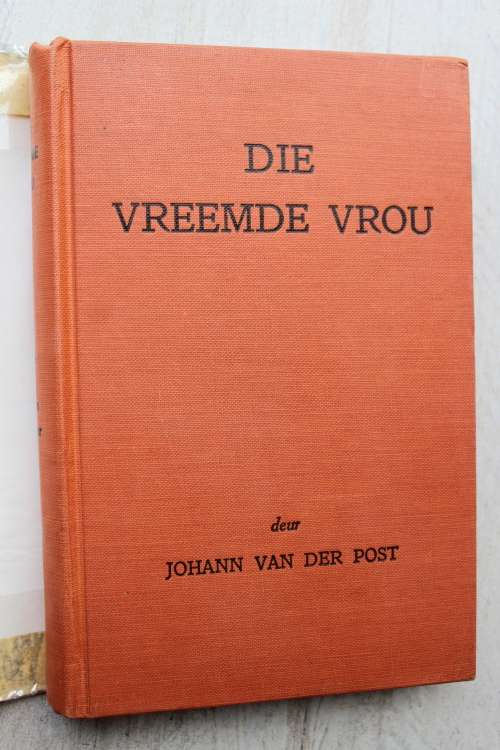 DIE
VREEMDE VROU
deur
JOHANN VAN DER POST